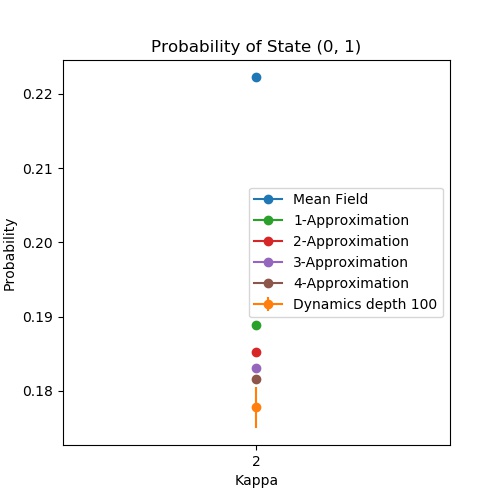 Probability of State (0, 1)
Probability
0.22
0.21
0.20
0.19
0.18
Mean Field
1-Approximation
2-Approximation
3-Approximation
4-Approximation
Dynamics depth 100
2
Kappa